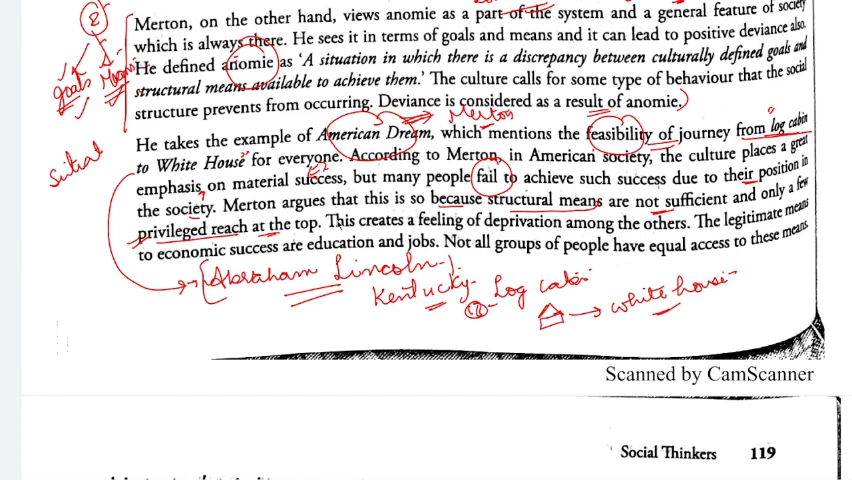 Merton, on the other hand, views anomie as a part of the system and a general feature of society
② which is always there. He sees it in terms of goals and means and it can lead to positive deviance also.
He defined anomie as 'A situation in which there is a discrepancy between culturally defined goals and
goals Means
structural means available to achieve them.' The culture calls for some type of behaviour that the social
structure prevents from occurring. Deviance is considered as a result of anomie.
Merton
He takes the example of American Dream, which mentions the feasibility of journey from "log cabin
to White House" for everyone. According to Merton, in American society, the culture places a great
emphasis on material success, but many people fail to achieve such success due to their position in
the society. Merton argues that this is so because structural means are not sufficient and only a few
privileged reach at the top. This creates a feeling of deprivation among the others. The legitimate means
to economic success are education and jobs. Not all groups of people have equal access to these means.
[Abraham Lincoln-]
Kentucky- Log cabin
→ white house
Scanned by CamScanner
Social Thinkers 119